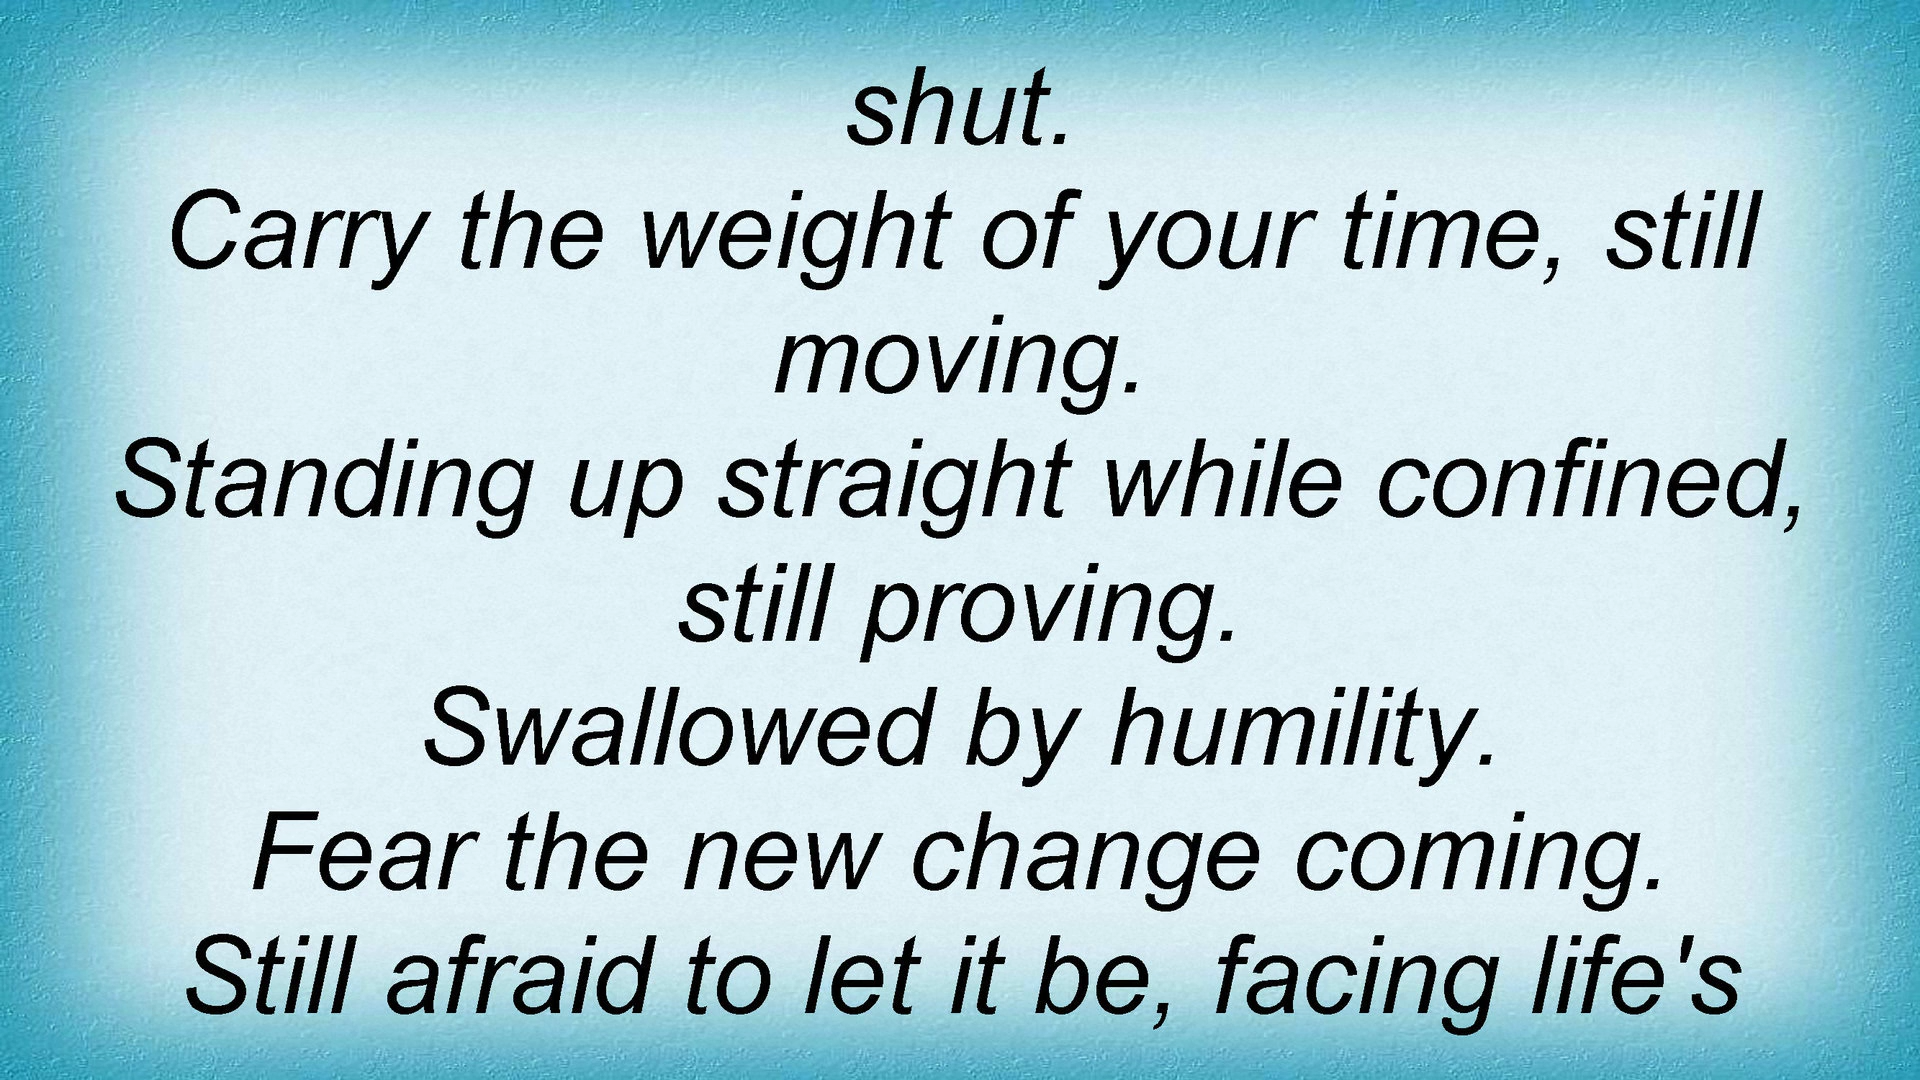 shut.
Carry the weight of your time, still
moving.
Standing up straight while confined,
still proving.
Swallowed by humility.
Fear the new change coming.
Still afraid to let it be, facing life's